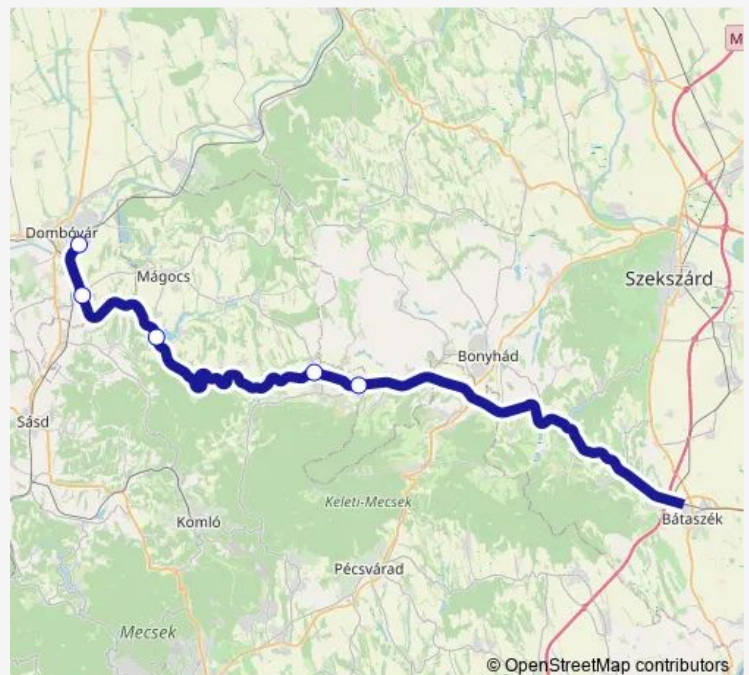 M
Dombóvár
Mágocs
Szekszárd
Bonyhád
Sásd
Keleti-Mecsek
Bátaszék
Komló
Pécsvárad
Mecsek
© OpenStreetMap contributors